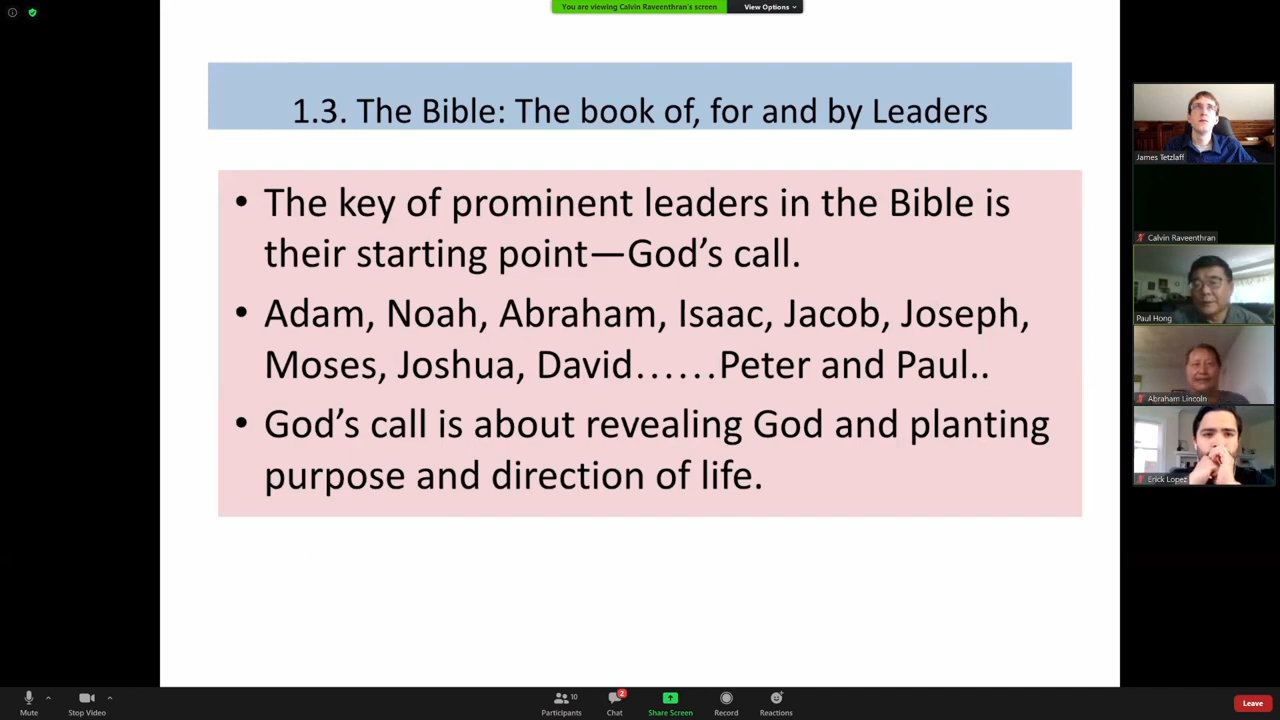 You are viewing Calvin Raveenthran's screen
View Options
1.3. The Bible: The book of, for and by Leaders
• The key of prominent leaders in the Bible is
their starting point—God's call.
• Adam, Noah, Abraham, Isaac, Jacob, Joseph,
Moses, Joshua, David……Peter and Paul..
• God's call is about revealing God and planting
purpose and direction of life.
James Tetzlaff
Calvin Raveenthran
Paul Hong
Abraham Lincoln
Erick Lopez
Mute
Stop Video
10
Participants
2
Chat
Share Screen
Record
Reactions
Leave